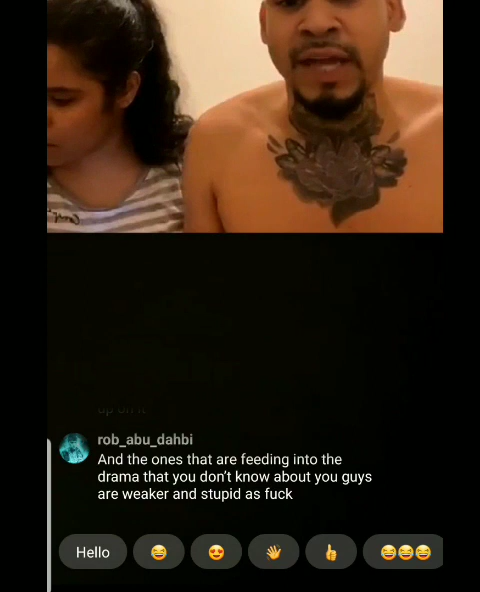 rob_abu_dahbi
And the ones that are feeding into the
drama that you don't know about you guys
are weaker and stupid as fuck
Hello